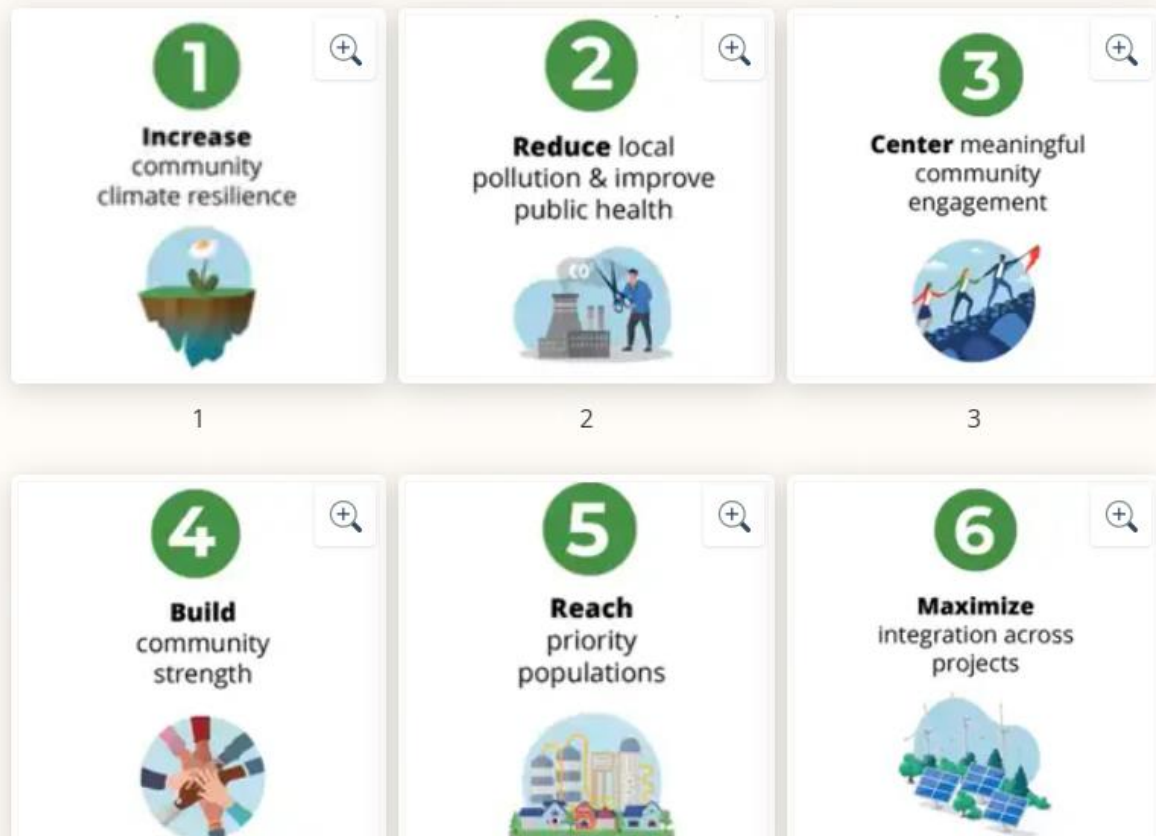 1
Increase
community
climate resilience
1
2
Reduce local
pollution & improve
public health
CO
2
3
Center meaningful
community
engagement
3
4
Build
community
strength
5
Reach
priority
populations
6
Maximize
integration across
projects